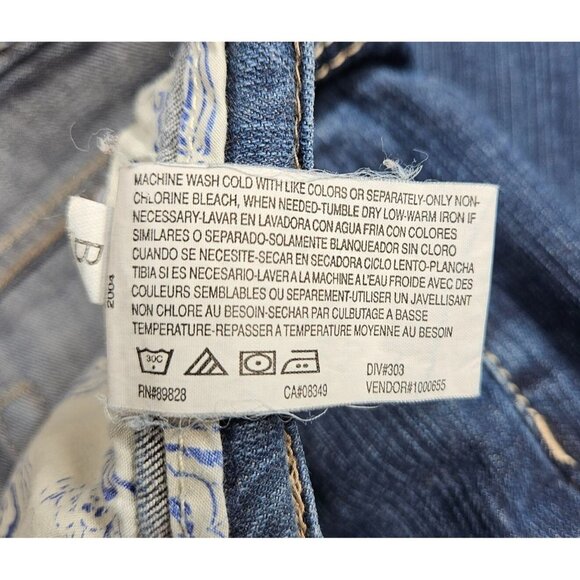 MACHINE WASH COLD WITH LIKE COLORS OR SEPARATELY-ONLY NON-
CHLORINE BLEACH, WHEN NEEDED-TUMBLE DRY LOW-WARM IRON IF
NECESSARY-LAVAR EN LAVADORA CON AGUA FRIA CON COLORES
SIMILARES O SEPARADO-SOLAMENTE BLANQUEADOR SIN CLORO
CUANDO SE NECESITE-SECAR EN SECADORA CICLO LENTO-PLANCHA
TIBIA SI ES NECESARIO-LAVER A LA MACHINE A L'EAU FROIDE AVEC DES
COULEURS SEMBLABLES OU SEPAREMENT-UTILISER UN JAVELLISANT
NON CHLORE AU BESOIN-SECHAR PAR CULBUTAGE A BASSE
TEMPERATURE-REPASSER A TEMPERATURE MOYENNE AU BESOIN
30C
RN#89828 CA#08349 DIV#303
VENDOR#1000655
B
2004